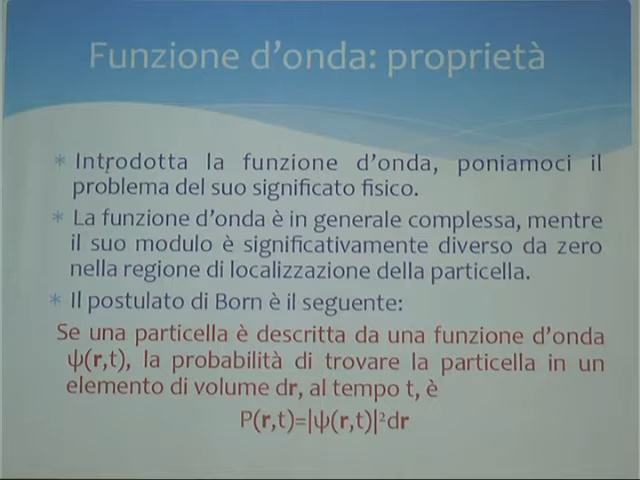 Funzione d'onda: proprietà
* Introdotta la funzione d'onda, poniamoci il
problema del suo significato fisico.
* La funzione d'onda è in generale complessa, mentre
il suo modulo è significativamente diverso da zero
nella regione di localizzazione della particella.
* Il postulato di Born è il seguente:
Se una particella è descritta da una funzione d'onda
ψ(r,t), la probabilità di trovare la particella in un
elemento di volume dr, al tempo t, è
P(r,t)=|ψ(r,t)|²dr